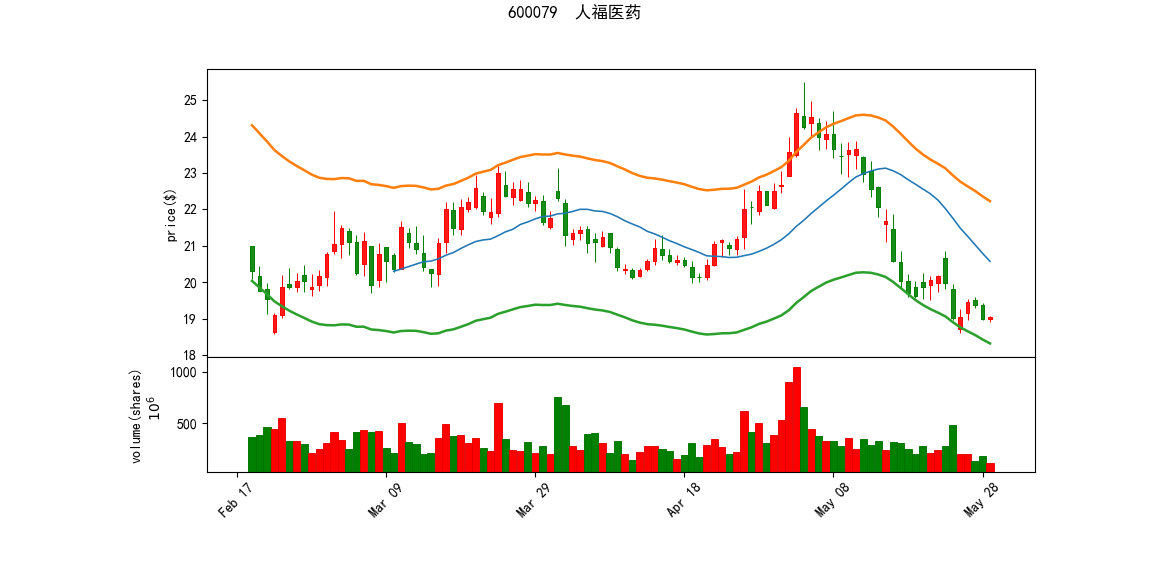 600079 人福医药
price($)
25
24
23
22
21
20
19
18
volume(shares)
10^6
1000
500
Feb 17
Mar 09
Mar 29
Apr 18
May 08
May 28